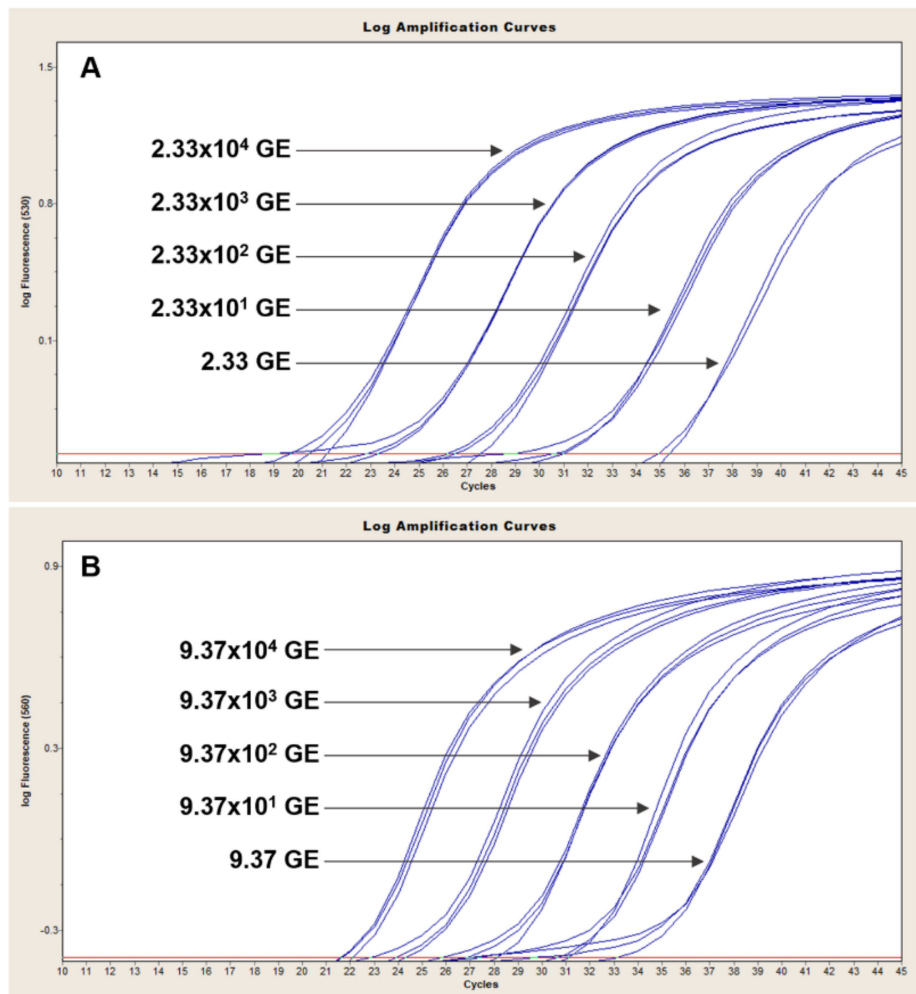 Log Amplification Curves
A
1.5
0.8
0.1
log Fluorescence (530)
2.33x10⁴ GE
2.33x10³ GE
2.33x10² GE
2.33x10¹ GE
2.33 GE
10 11 12 13 14 15 16 17 18 19 20 21 22 23 24 25 26 27 28 29 30 31 32 33 34 35 36 37 38 39 40 41 42 43 44 45
Cycles
Log Amplification Curves
B
0.9
0.3
-0.3
log Fluorescence (560)
9.37x10⁴ GE
9.37x10³ GE
9.37x10² GE
9.37x10¹ GE
9.37 GE
10 11 12 13 14 15 16 17 18 19 20 21 22 23 24 25 26 27 28 29 30 31 32 33 34 35 36 37 38 39 40 41 42 43 44 45
Cycles